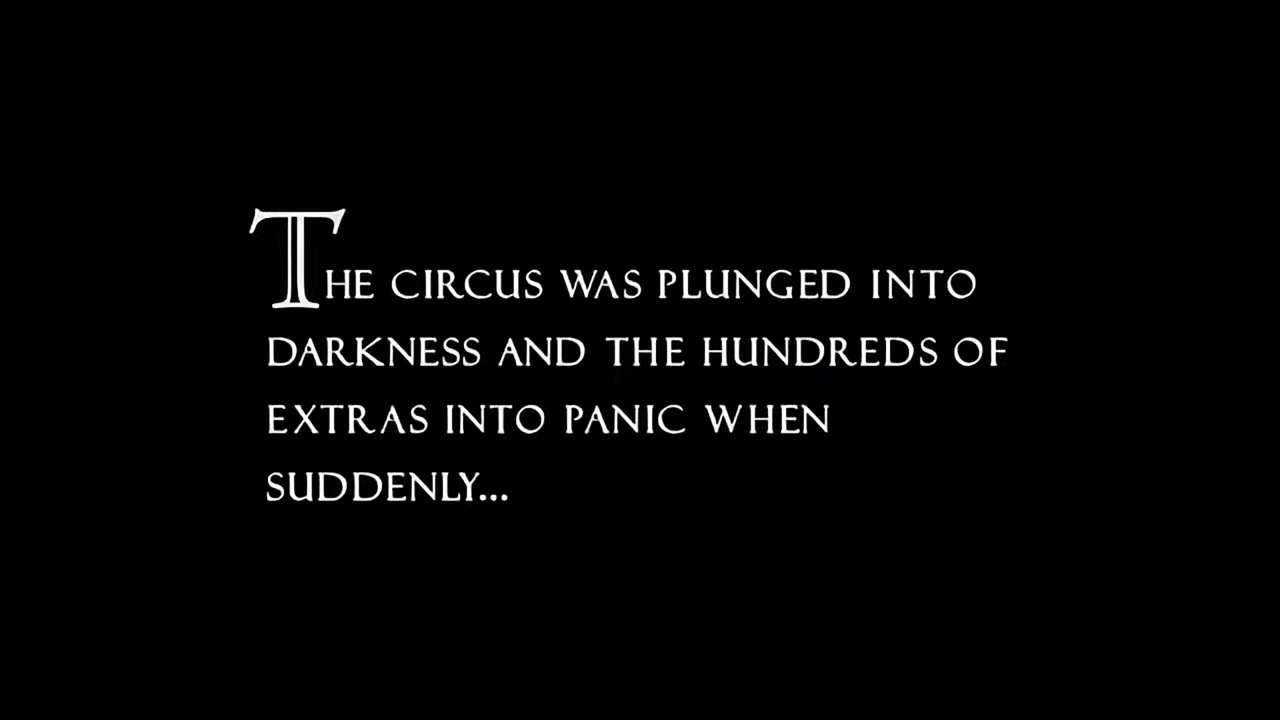 THE CIRCUS WAS PLUNGED INTO
DARKNESS AND THE HUNDREDS OF
EXTRAS INTO PANIC WHEN
SUDDENLY...